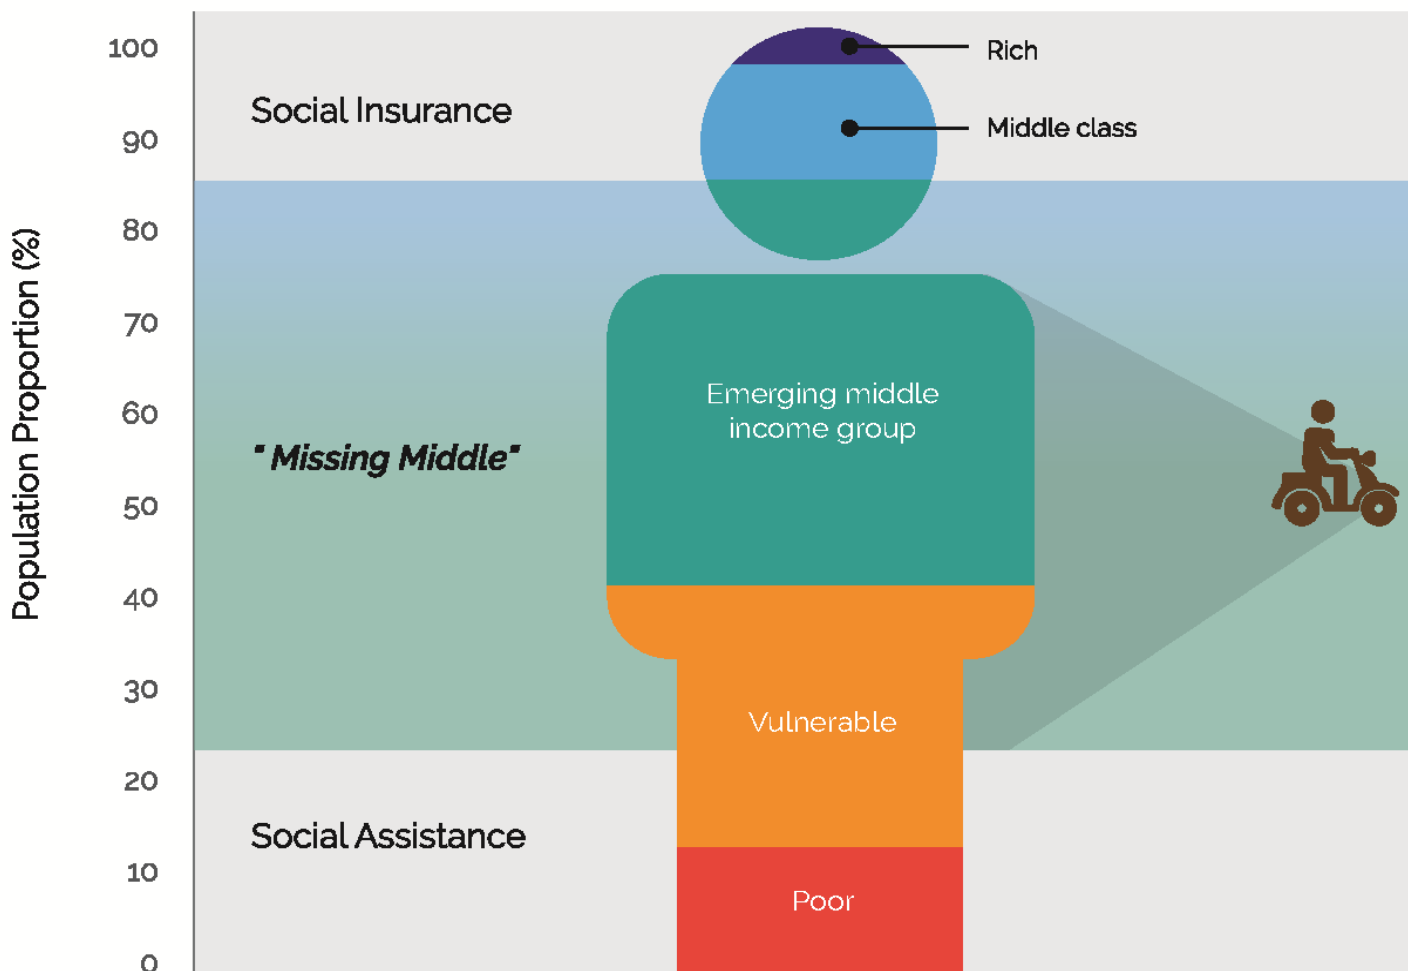 Population Proportion (%)
100
90
80
70
60
50
40
30
20
10
0
Social Insurance
" Missing Middle"
Social Assistance
Rich
Middle class
Emerging middle
income group
Vulnerable
Poor